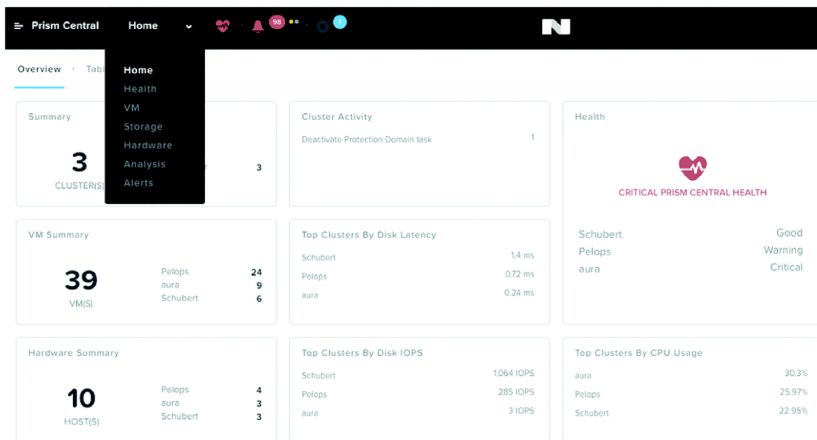 Prism Central
Home
98
1
Overview · Tabl
Home
Health
VM
Storage
Hardware
Analysis
Alerts
Summary
3
CLUSTER(S)
3
Cluster Activity
Deactivate Protection Domain task 1
Health
CRITICAL PRISM CENTRAL HEALTH
Schubert Good
Pelops Warning
aura Critical
VM Summary
39
VM(S)
Pelops 24
aura 9
Schubert 6
Top Clusters By Disk Latency
Schubert 1.4 ms
Pelops 0.72 ms
aura 0.24 ms
Hardware Summary
10
HOST(S)
Pelops 4
aura 3
Schubert 3
Top Clusters By Disk IOPS
Schubert 1,064 IOPS
Pelops 285 IOPS
aura 3 IOPS
Top Clusters By CPU Usage
aura 30.3%
Pelops 25.97%
Schubert 22.95%